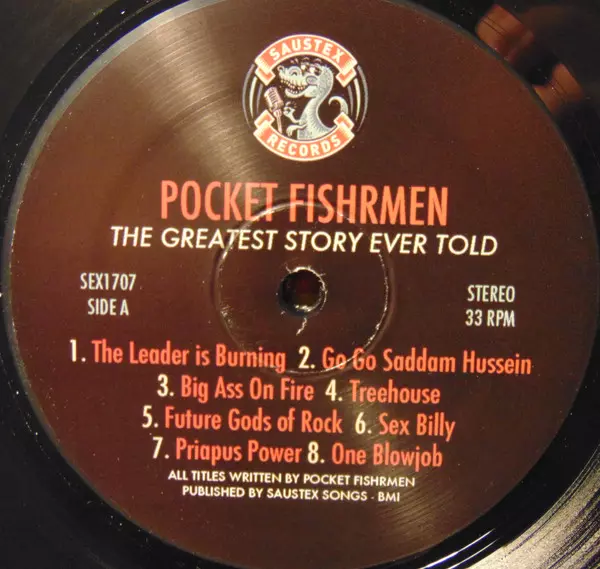 SAUSTEX
RECORDS
POCKET FISHRMEN
THE GREATEST STORY EVER TOLD
SEX1707
SIDE A
STEREO
33 RPM
1. The Leader is Burning 2. Go Go Saddam Hussein
3. Big Ass On Fire 4. Treehouse
5. Future Gods of Rock 6. Sex Billy
7. Priapus Power 8. One Blowjob
ALL TITLES WRITTEN BY POCKET FISHRMEN
PUBLISHED BY SAUSTEX SONGS - BMI